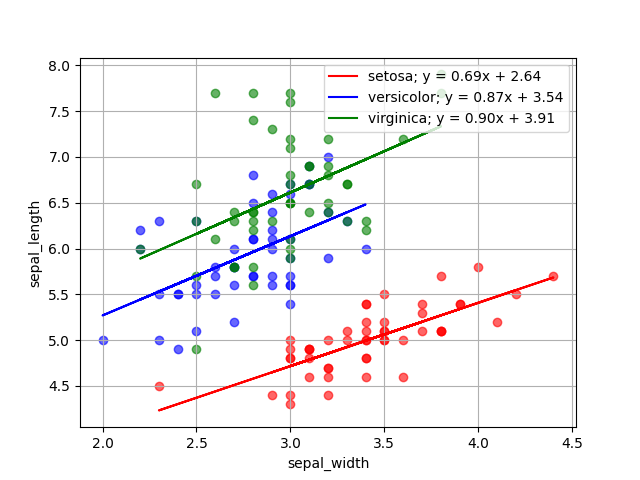 setosa; y = 0.69x + 2.64
versicolor; y = 0.87x + 3.54
virginica; y = 0.90x + 3.91
8.0
7.5
7.0
6.5
6.0
5.5
5.0
4.5
sepal_length
2.0 2.5 3.0 3.5 4.0 4.5
sepal_width